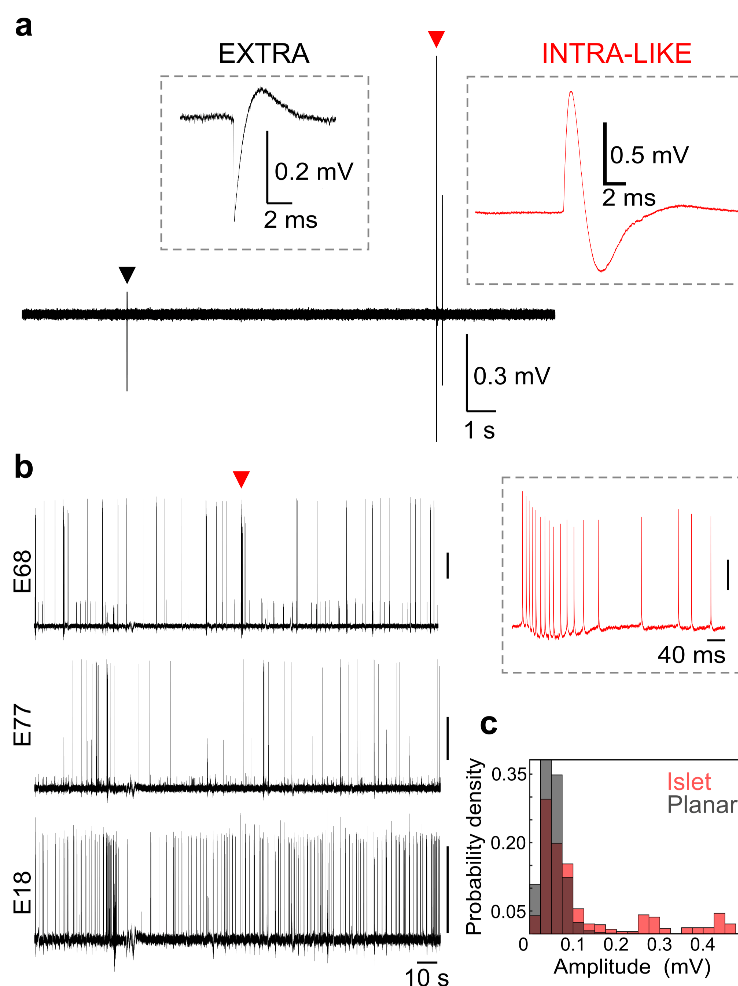 a
EXTRA
INTRA-LIKE
0.2 mV
2 ms
0.5 mV
2 ms
0.3 mV
1 s
b
E68
E77
E18
10 s
40 ms
c
Probability density
0.35
0.20
0.05
Islet
Planar
0 0.1 0.2 0.3 0.4
Amplitude (mV)